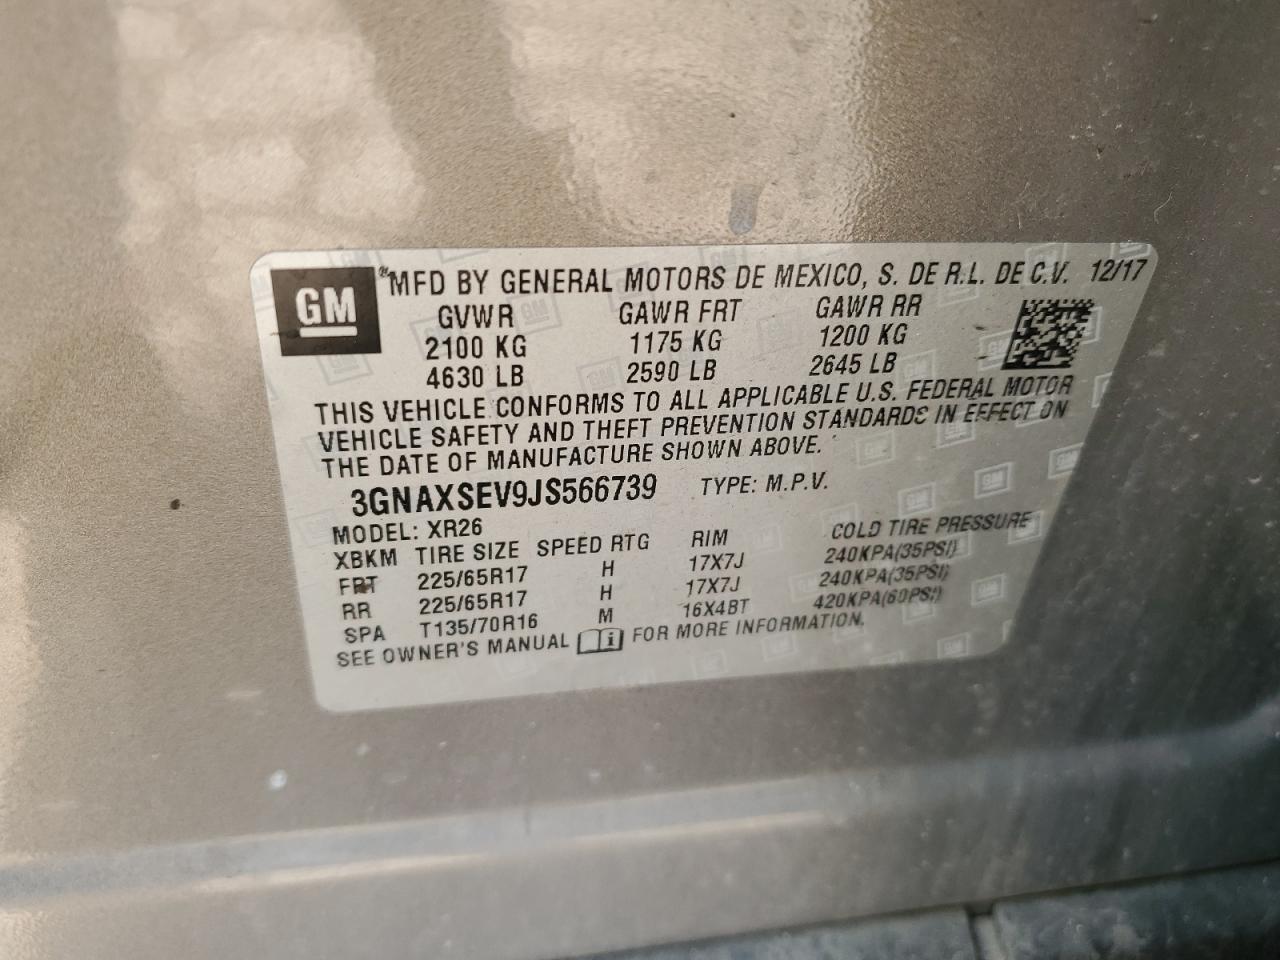 GM
MFD BY GENERAL MOTORS DE MEXICO, S. DE R.L. DE C.V. 12/17
GVWR GAWR FRT GAWR RR
2100 KG 1175 KG 1200 KG
4630 LB 2590 LB 2645 LB
THIS VEHICLE CONFORMS TO ALL APPLICABLE U.S. FEDERAL MOTOR
VEHICLE SAFETY AND THEFT PREVENTION STANDARDS IN EFFECT ON
THE DATE OF MANUFACTURE SHOWN ABOVE.
3GNAXSEV9JS566739 TYPE: M.P.V.
MODEL: XR26
XBKM TIRE SIZE SPEED RTG RIM COLD TIRE PRESSURE
FRT 225/65R17 H 17X7J 240KPA(35PSI)
RR 225/65R17 H 17X7J 240KPA(35PSI)
SPA T135/70R16 M 16X4BT 420KPA(60PSI)
SEE OWNER'S MANUAL i FOR MORE INFORMATION.